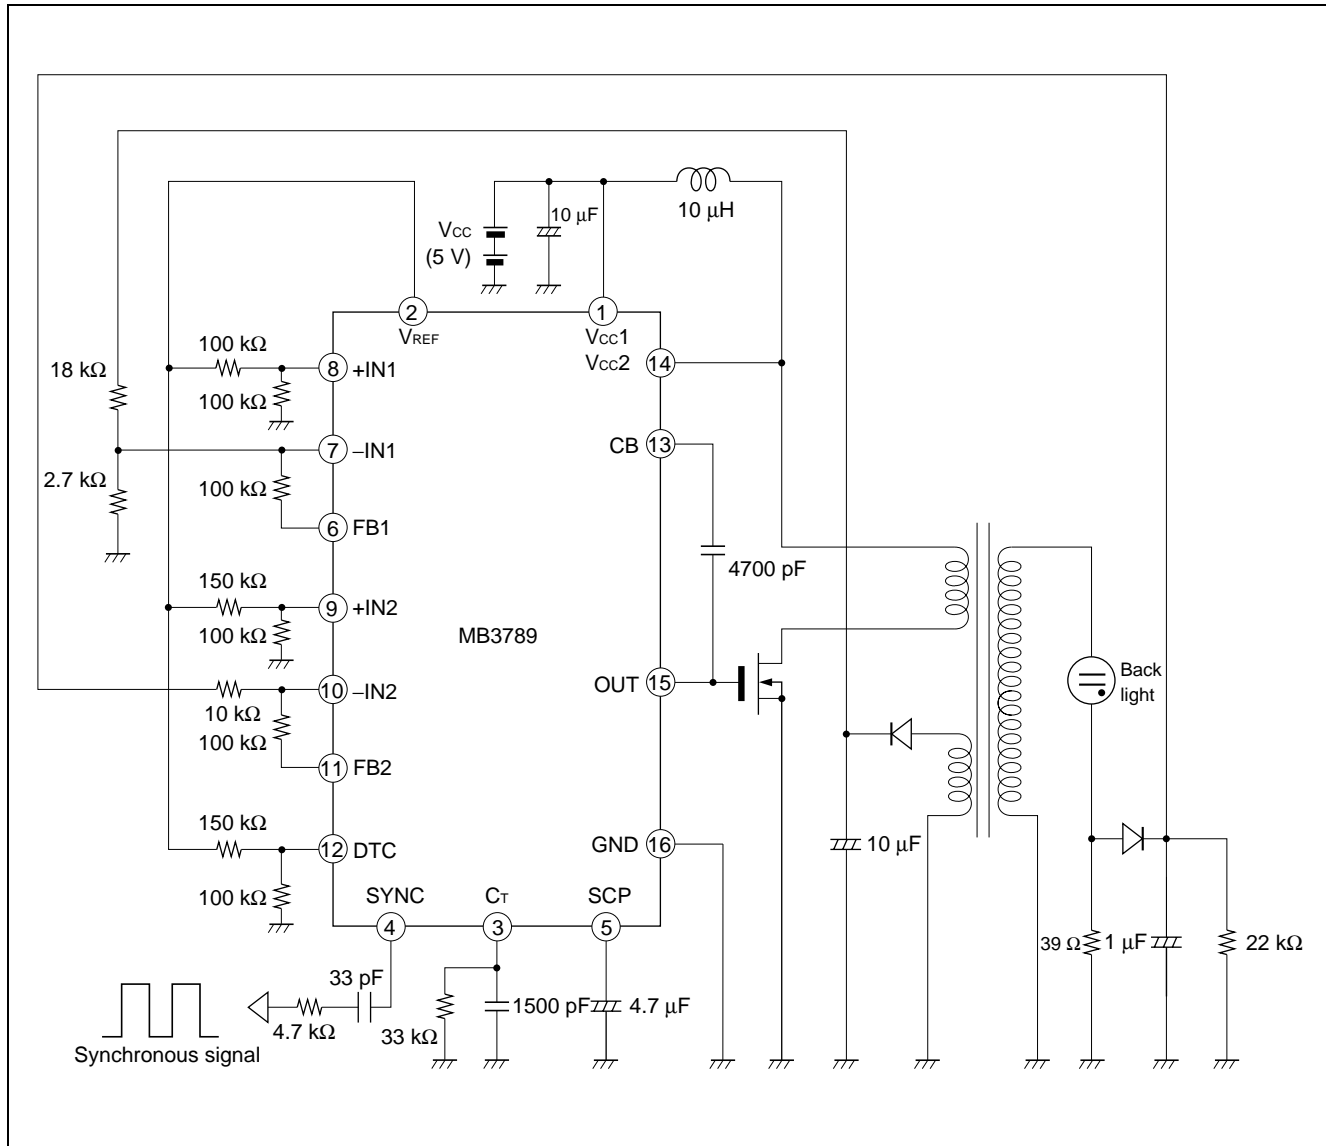 10 μH
10 μF
VCC
(5 V)
2
1
VREF
VCC1
VCC2
14
100 kΩ
8
+IN1
100 kΩ
18 kΩ
7
–IN1
CB
13
2.7 kΩ
100 kΩ
6
FB1
4700 pF
150 kΩ
9
+IN2
100 kΩ
MB3789
10
–IN2
OUT
15
Back
light
10 kΩ
100 kΩ
11
FB2
150 kΩ
12
DTC
GND
16
10 μF
100 kΩ
SYNC
CT
SCP
4
3
5
39 Ω
1 μF
22 kΩ
33 pF
4.7 kΩ
33 kΩ
1500 pF
4.7 μF
Synchronous signal